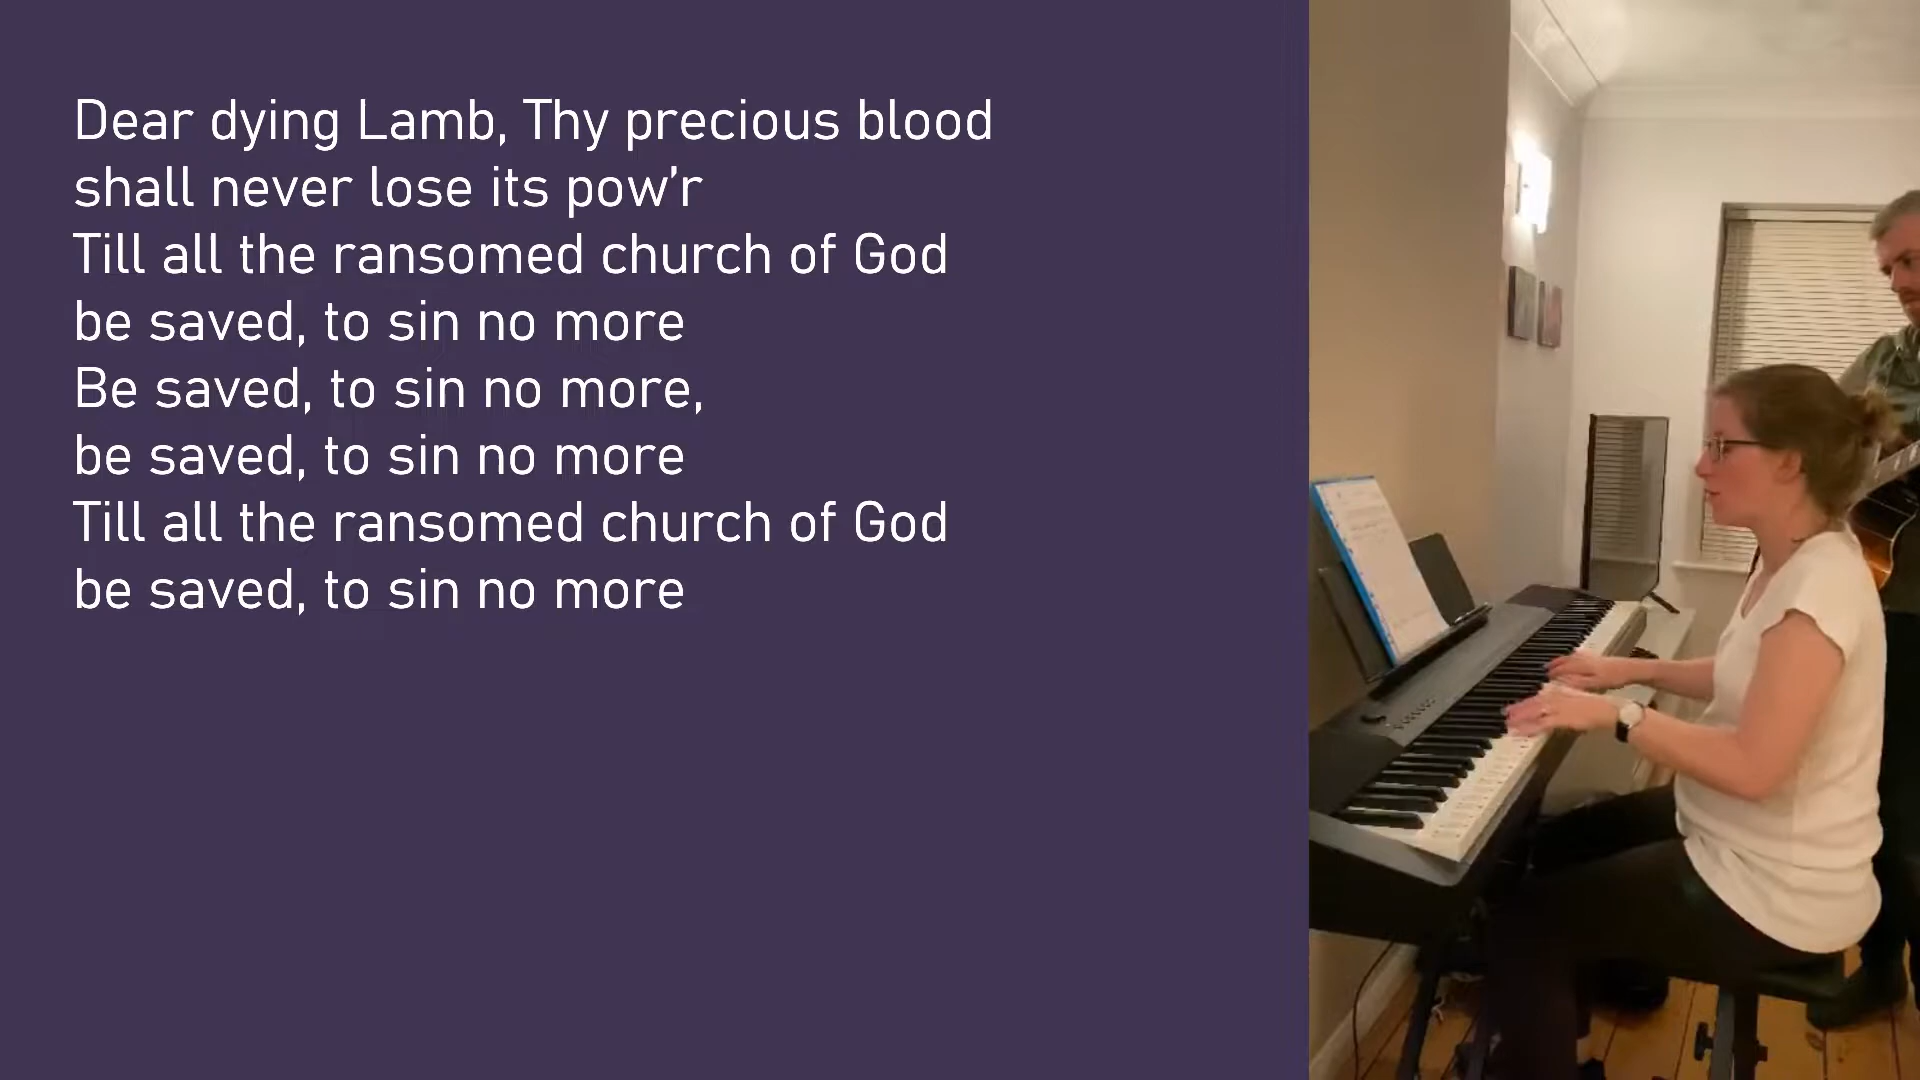 Dear dying Lamb, Thy precious blood
shall never lose its pow’r
Till all the ransomed church of God
be saved, to sin no more
Be saved, to sin no more,
be saved, to sin no more
Till all the ransomed church of God
be saved, to sin no more